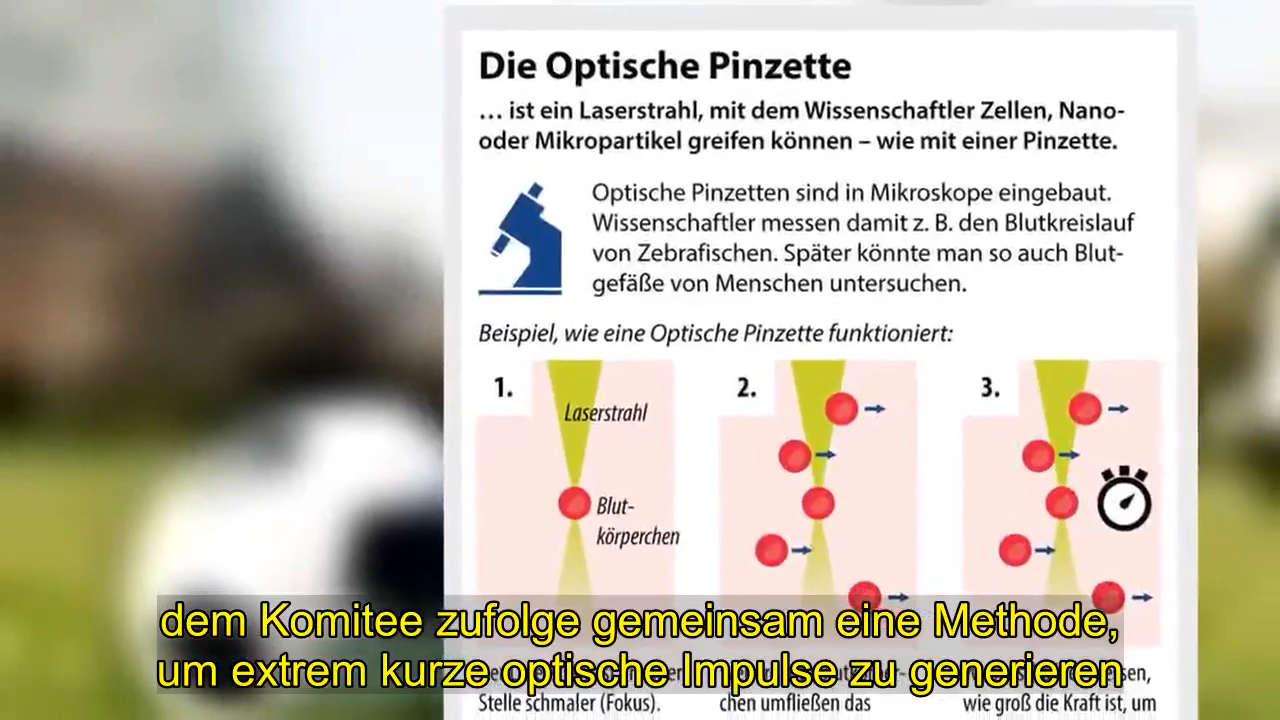 Die Optische Pinzette
… ist ein Laserstrahl, mit dem Wissenschaftler Zellen, Nano-
oder Mikropartikel greifen können – wie mit einer Pinzette.
Optische Pinzetten sind in Mikroskope eingebaut.
Wissenschaftler messen damit z. B. den Blutkreislauf
von Zebrafischen. Später könnte man so auch Blut-
gefäße von Menschen untersuchen.
Beispiel, wie eine Optische Pinzette funktioniert:
1.
Laserstrahl
Blut-
körperchen
2.
3.
Stelle schmaler (Fokus).
chen umfließen das
wie groß die Kraft ist, um
dem Komitee zufolge gemeinsam eine Methode,
um extrem kurze optische Impulse zu generieren